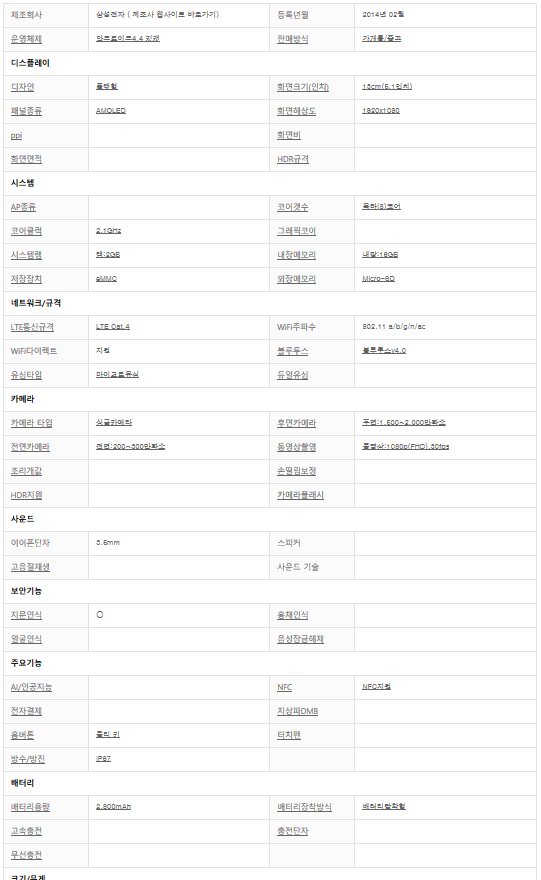 제조회사 삼성전자 ( 제조사 웹사이트 바로가기) 등록년월 2014년 02월
운영체제 안드로이드4.4 킷캣 판매방식 가개통/중고
디스플레이
디자인 플랫형 화면크기(인치) 13cm(5.1인치)
패널종류 AMOLED 화면해상도 1920x1080
ppi 화면비
화면면적 HDR규격
시스템
AP종류 코어갯수 옥타(8)코어
코어클럭 2.1GHz 그래픽코어
시스템램 램:2GB 내장메모리 내장:16GB
저장장치 eMMC 외장메모리 Micro-SD
네트워크/규격
LTE통신규격 LTE Cat.4 WiFi주파수 802.11 a/b/g/n/ac
WiFi다이렉트 지원 블루투스 블루투스v4.0
유심타입 마이크로유심 듀얼유심
카메라
카메라 타입 싱글카메라 후면카메라 후면:1,500~2,000만화소
전면카메라 전면:200~300만화소 동영상촬영 동영상:1080p(FHD),30fps
조리개값 손떨림보정
HDR지원 카메라플래시
사운드
이어폰단자 3.5mm 스피커
고음질재생 사운드 기술
보안기능
지문인식 ○ 홍채인식
얼굴인식 음성잠금해제
주요기능
AI/인공지능 NFC NFC지원
전자결제 지상파DMB
홈버튼 물리 키 터치펜
방수/방진 IP67
배터리
배터리용량 2,800mAh 배터리장착방식 배터리탈착형
고속충전 충전단자
무선충전
크기/무게